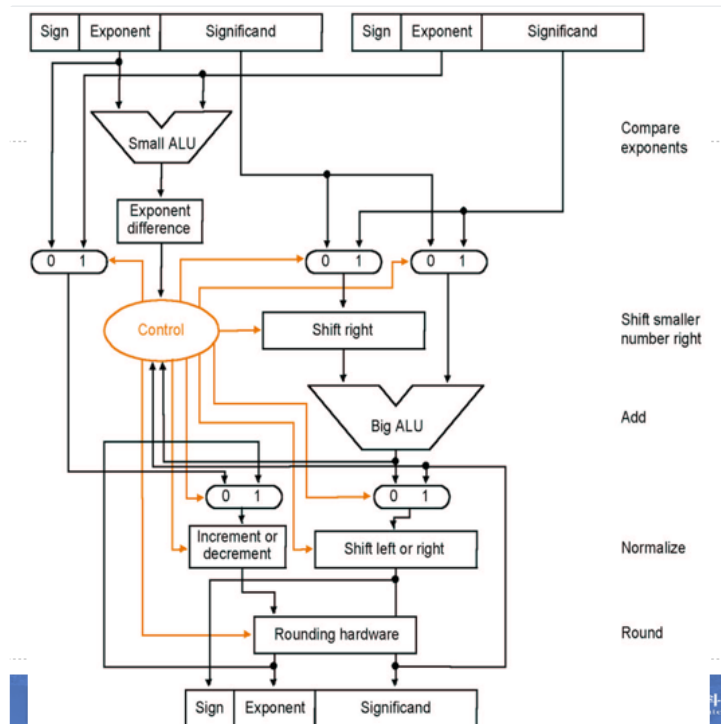 Sign Exponent Significand Sign Exponent Significand
Small ALU
Compare
exponents
Exponent
difference
0 1 0 1 0 1
Control
Shift right
Shift smaller
number right
Big ALU
Add
0 1 0 1
Increment or
decrement
Shift left or right
Normalize
Rounding hardware
Round
Sign Exponent Significand